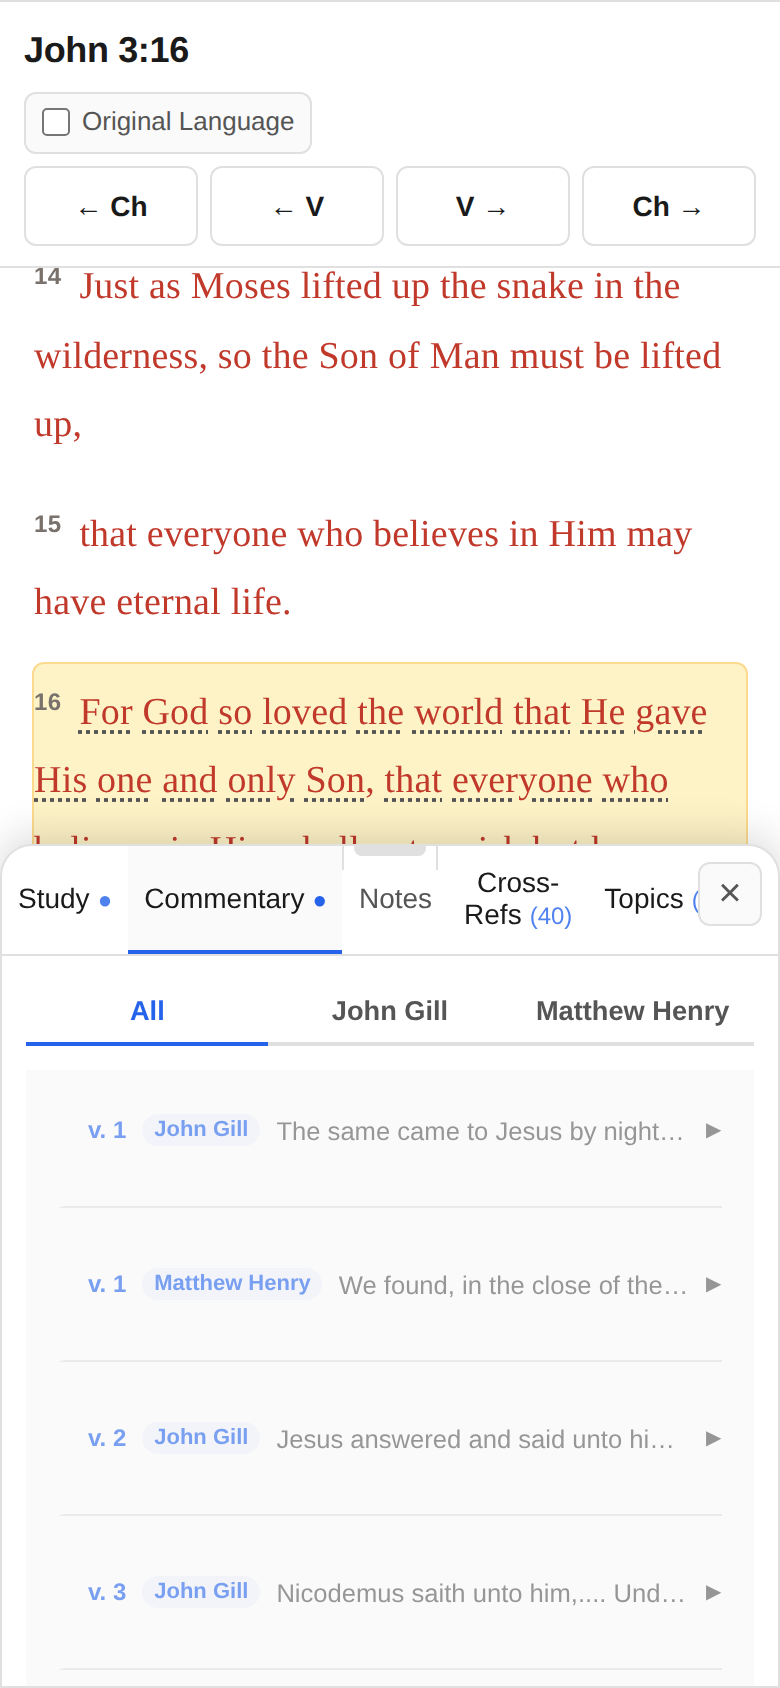 John 3:16
Original Language
← Ch
← V
V →
Ch →
14 Just as Moses lifted up the snake in the
wilderness, so the Son of Man must be lifted
up,
15 that everyone who believes in Him may
have eternal life.
16 For God so loved the world that He gave
His one and only Son, that everyone who
Study
Commentary
Notes
Cross-
Refs (40)
Topics (
✕
All
John Gill
Matthew Henry
v. 1 John Gill The same came to Jesus by night… ▶
v. 1 Matthew Henry We found, in the close of the… ▶
v. 2 John Gill Jesus answered and said unto hi… ▶
v. 3 John Gill Nicodemus saith unto him,.... Und… ▶